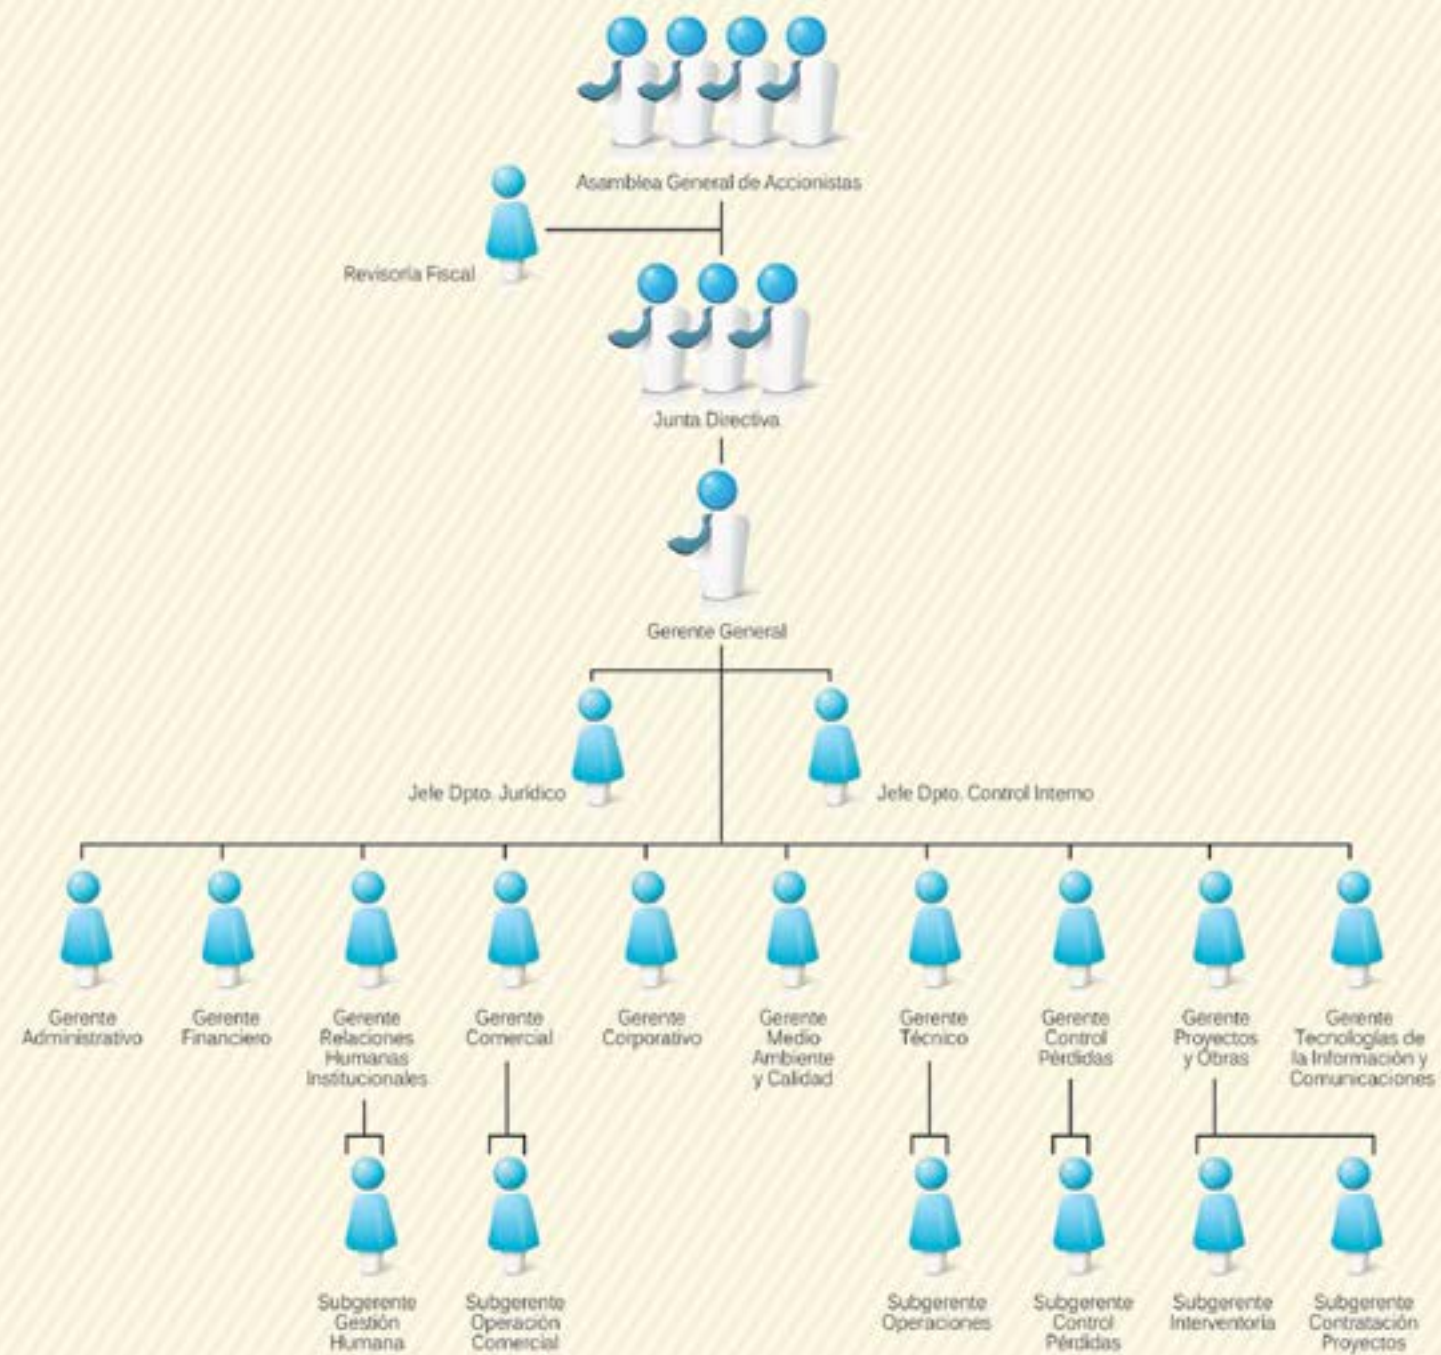 Asamblea General de Accionistas
Revisoría Fiscal
Junta Directiva
Gerente General
Jefe Dpto. Jurídico
Jefe Dpto. Control Interno
Gerente
Administrativo
Gerente
Financiero
Gerente
Relaciones
Humanas
Institucionales
Gerente
Comercial
Gerente
Corporativo
Gerente
Medio
Ambiente
y Calidad
Gerente
Técnico
Gerente
Control
Pérdidas
Gerente
Proyectos
y Obras
Gerente
Tecnologías de
la Información y
Comunicaciones
Subgerente
Gestión
Humana
Subgerente
Operación
Comercial
Subgerente
Operaciones
Subgerente
Control
Pérdidas
Subgerente
Interventoría
Subgerente
Contratación
Proyectos